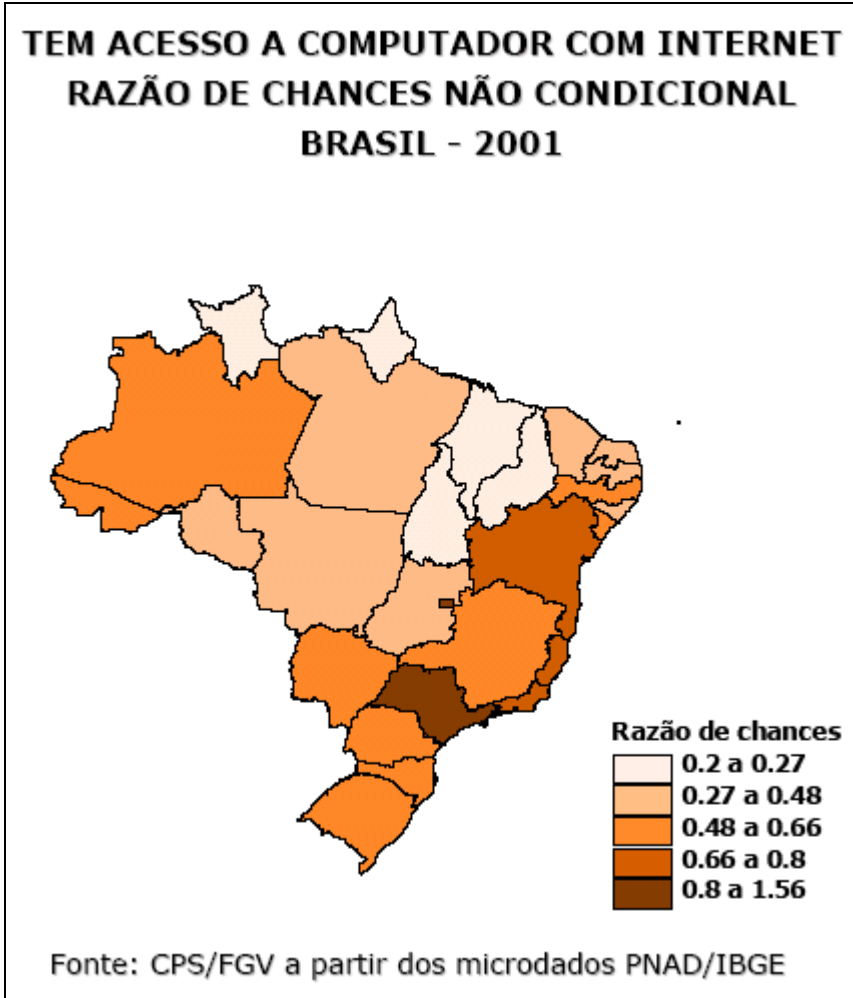 TEM ACESSO A COMPUTADOR COM INTERNET
RAZÃO DE CHANCES NÃO CONDICIONAL
BRASIL - 2001
Razão de chances
0.2 a 0.27
0.27 a 0.48
0.48 a 0.66
0.66 a 0.8
0.8 a 1.56
Fonte: CPS/FGV a partir dos microdados PNAD/IBGE